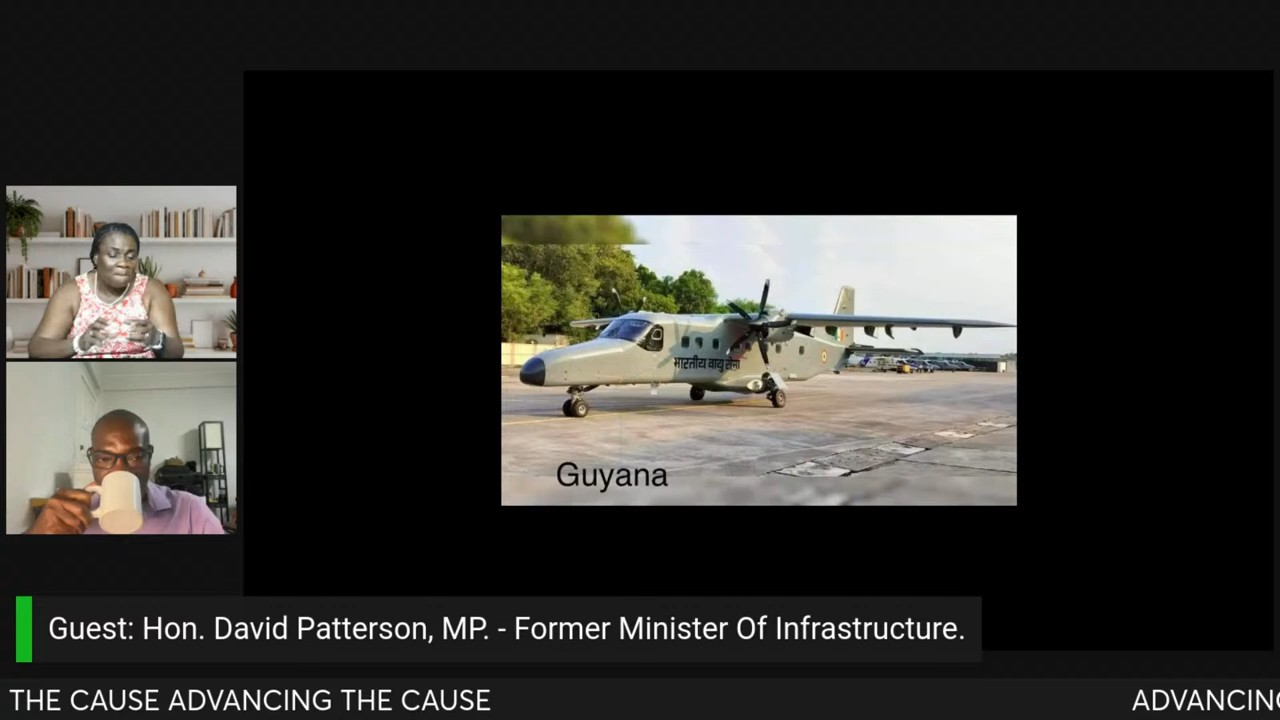 भारतीय वायु सेना
Guyana
Guest: Hon. David Patterson, MP. - Former Minister Of Infrastructure.
THE CAUSE ADVANCING THE CAUSE
ADVANCING